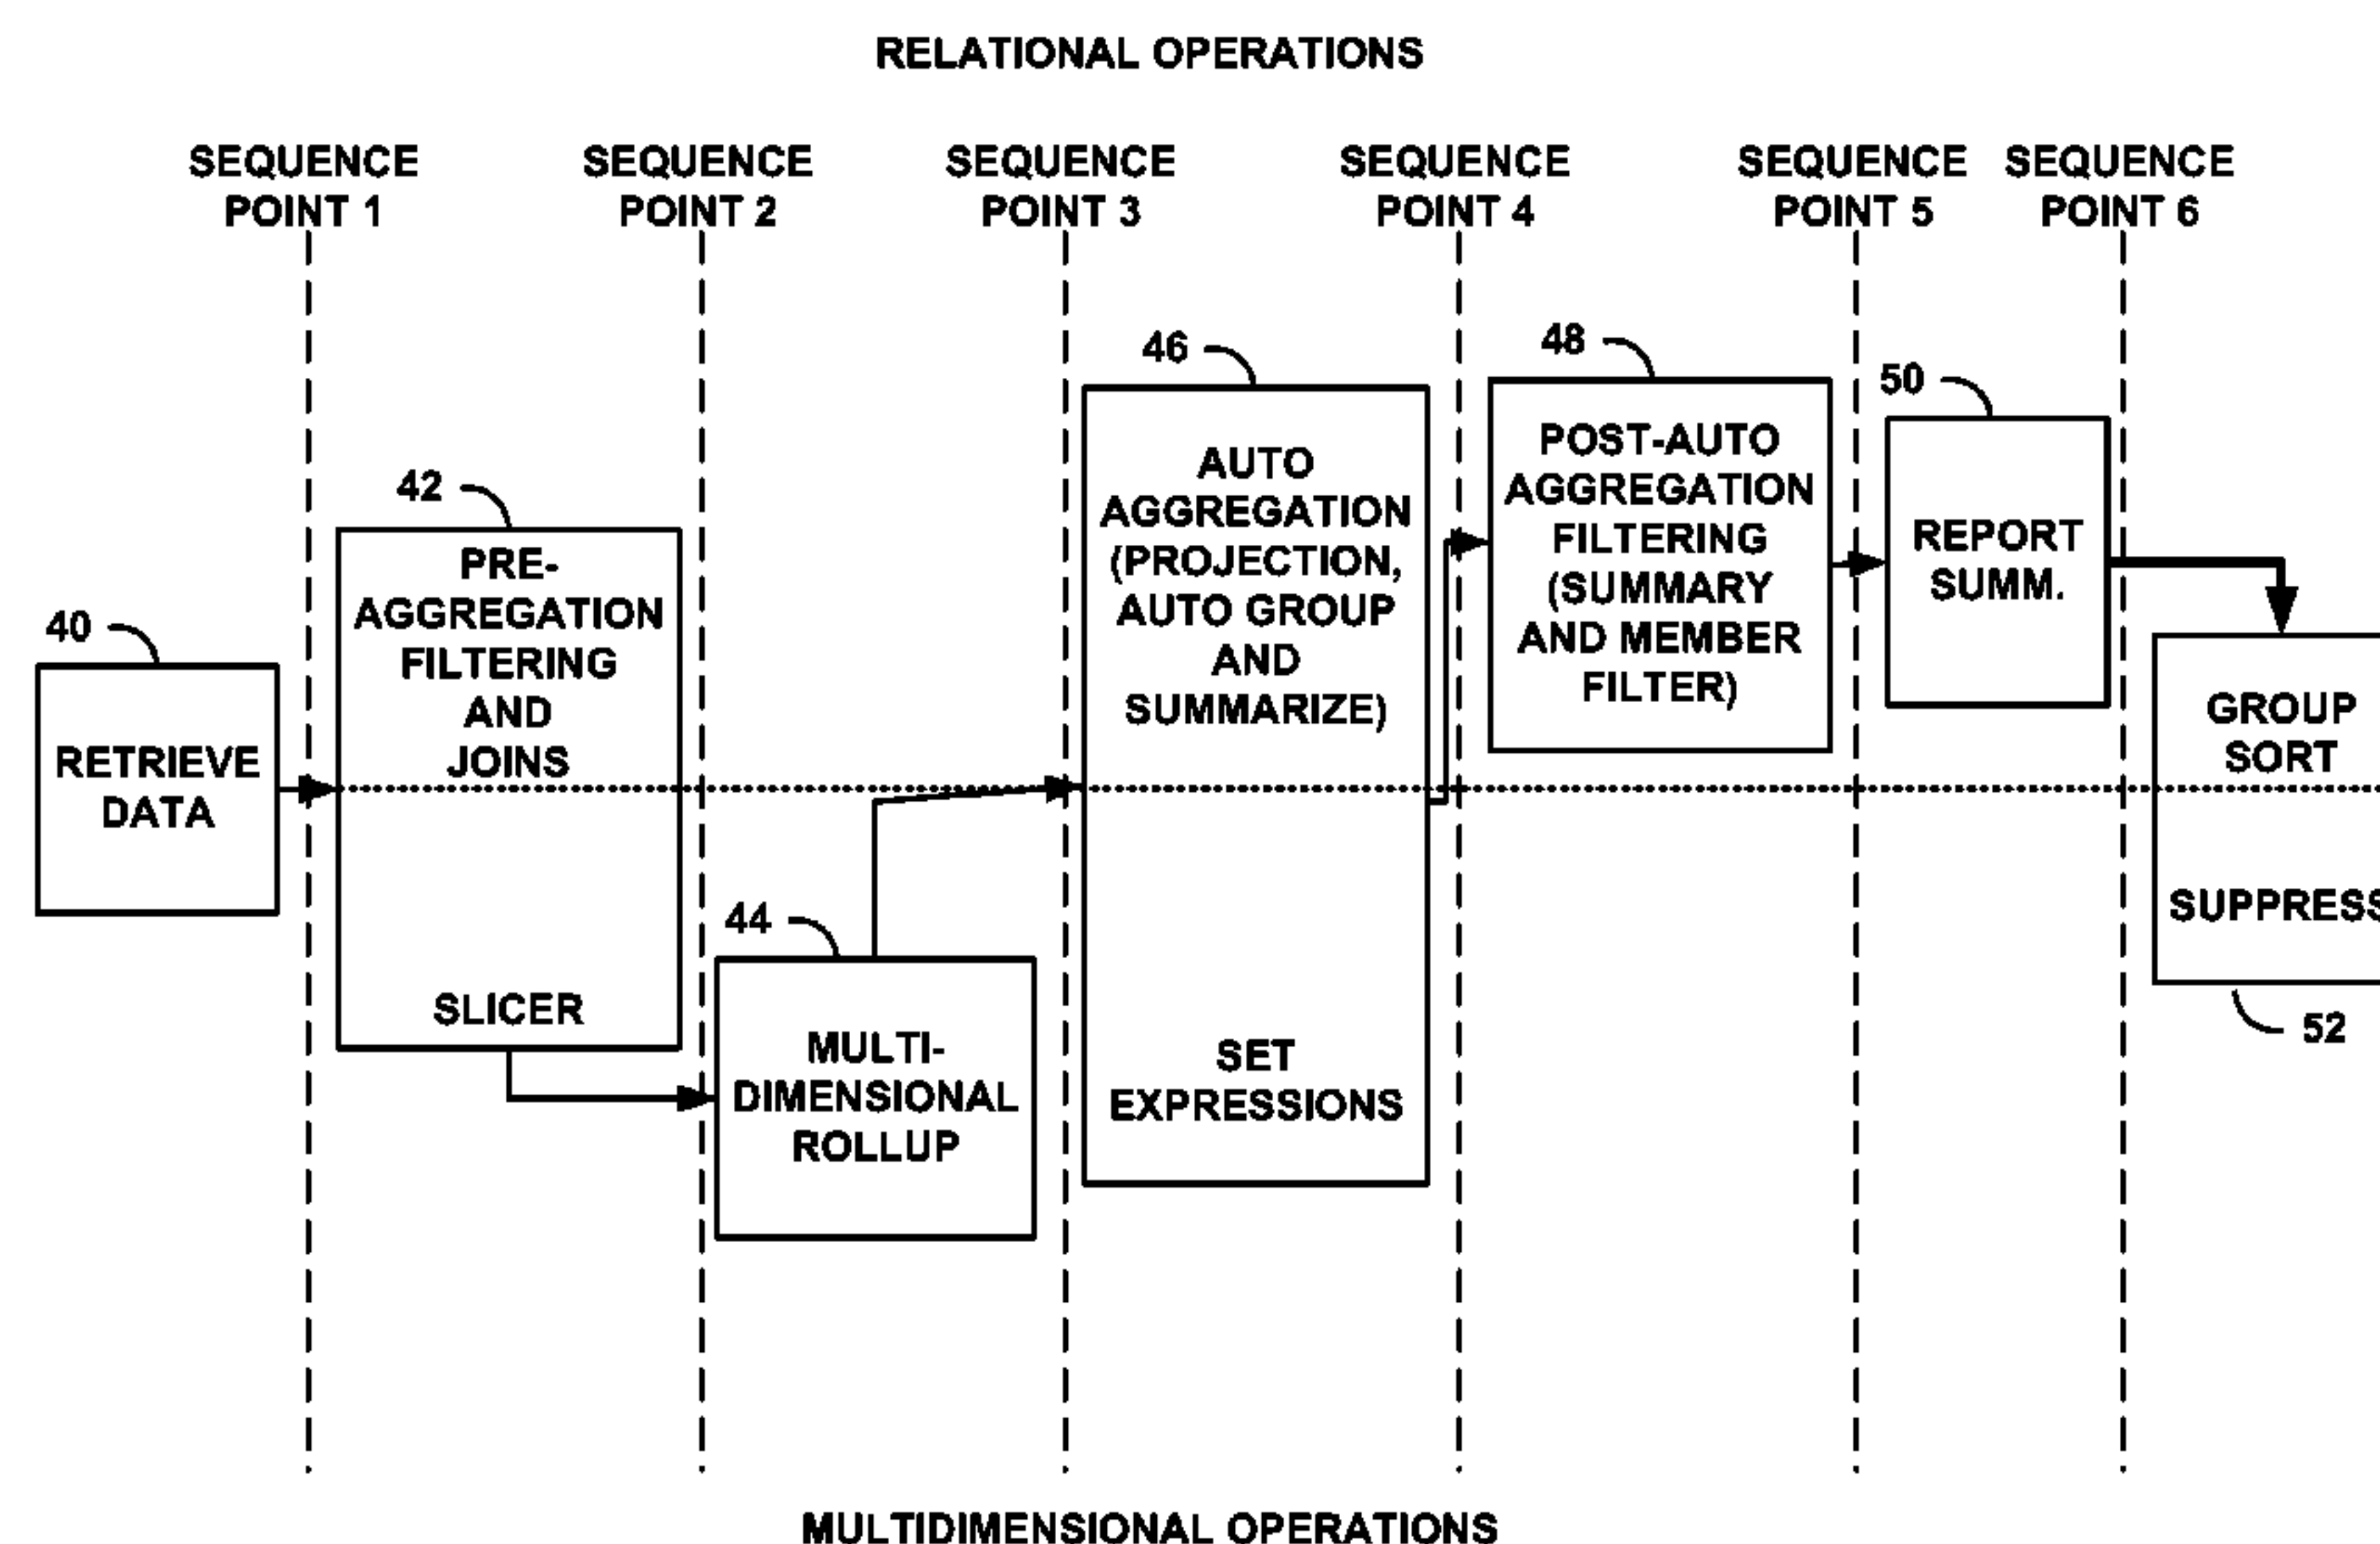 RELATIONAL OPERATIONS
SEQUENCE
POINT 1
SEQUENCE
POINT 2
SEQUENCE
POINT 3
SEQUENCE
POINT 4
SEQUENCE
POINT 5
SEQUENCE
POINT 6
40
RETRIEVE
DATA
42
PRE-
AGGREGATION
FILTERING
AND
JOINS
SLICER
44
MULTI-
DIMENSIONAL
ROLLUP
46
AUTO
AGGREGATION
(PROJECTION,
AUTO GROUP
AND
SUMMARIZE)
SET
EXPRESSIONS
48
POST-AUTO
AGGREGATION
FILTERING
(SUMMARY
AND MEMBER
FILTER)
50
REPORT
SUMM.
GROUP
SORT
SUPPRESS
52
MULTIDIMENSIONAL OPERATIONS